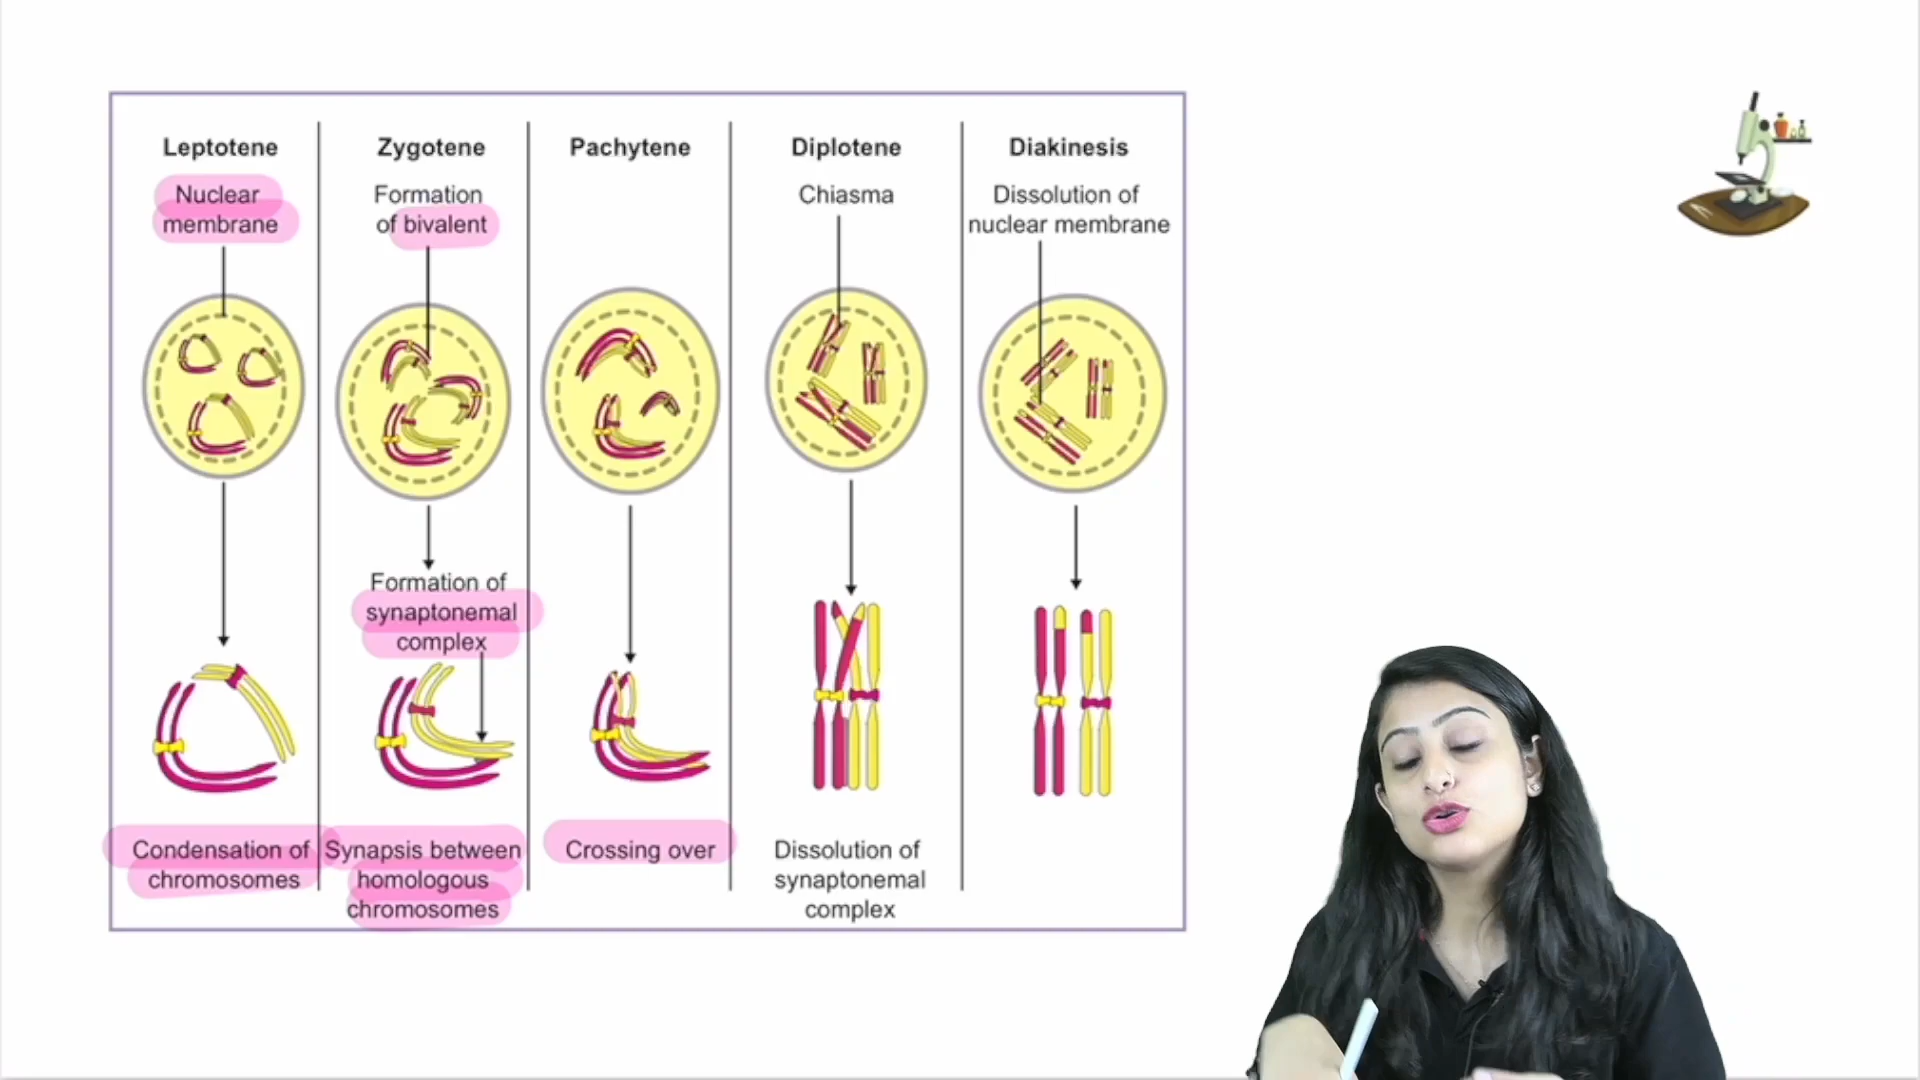 Leptotene
Nuclear
membrane
Condensation of
chromosomes
Zygotene
Formation
of bivalent
Formation of
synaptonemal
complex
Synapsis between
homologous
chromosomes
Pachytene
Crossing over
Diplotene
Chiasma
Dissolution of
synaptonemal
complex
Diakinesis
Dissolution of
nuclear membrane